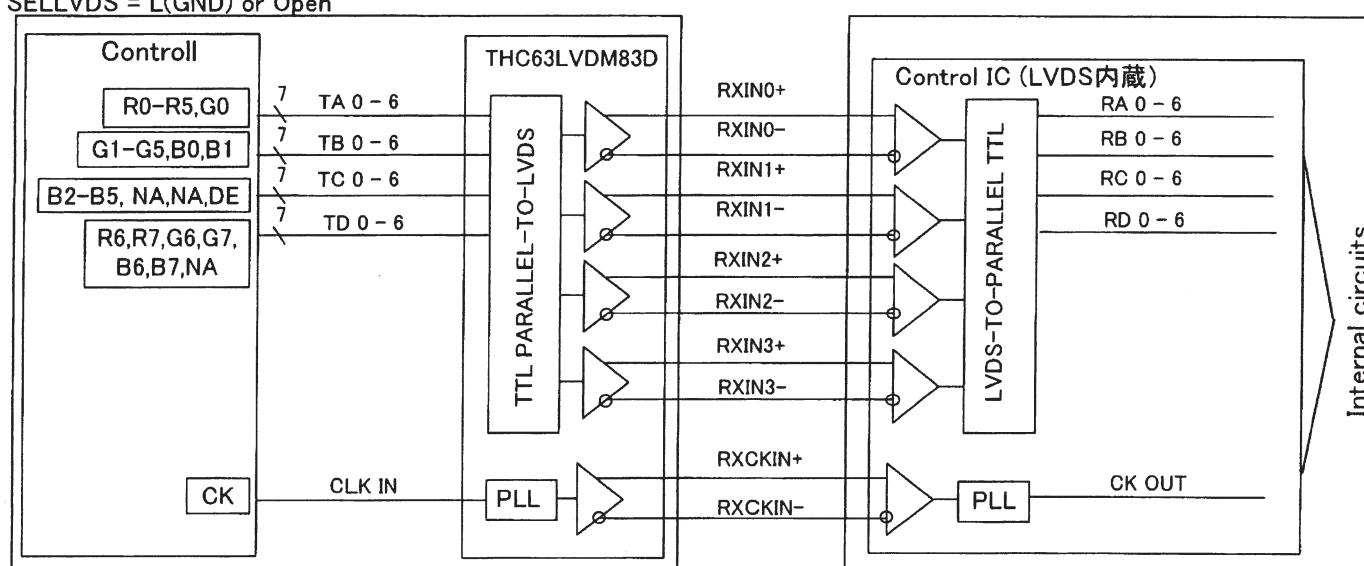 SELLVDS = L(GND) or Open
Controll
THC63LVDM83D
Control IC (LVDS内蔵)
R0-R5,G0
7
TA 0-6
RXIN0+
RA 0-6
G1-G5,B0,B1
7
TB 0-6
RXIN0-
RB 0-6
B2-B5, NA,NA,DE
7
TC 0-6
RXIN1+
RC 0-6
R6,R7,G6,G7,
B6,B7,NA
7
TD 0-6
RXIN1-
RD 0-6
TTL PARALLEL-TO-LVDS
RXIN2+
RXIN2-
RXIN3+
RXIN3-
LVDS-TO-PARALLEL TTL
Internal circuits
CK
CLK IN
PLL
RXCKIN+
RXCKIN-
PLL
CK OUT